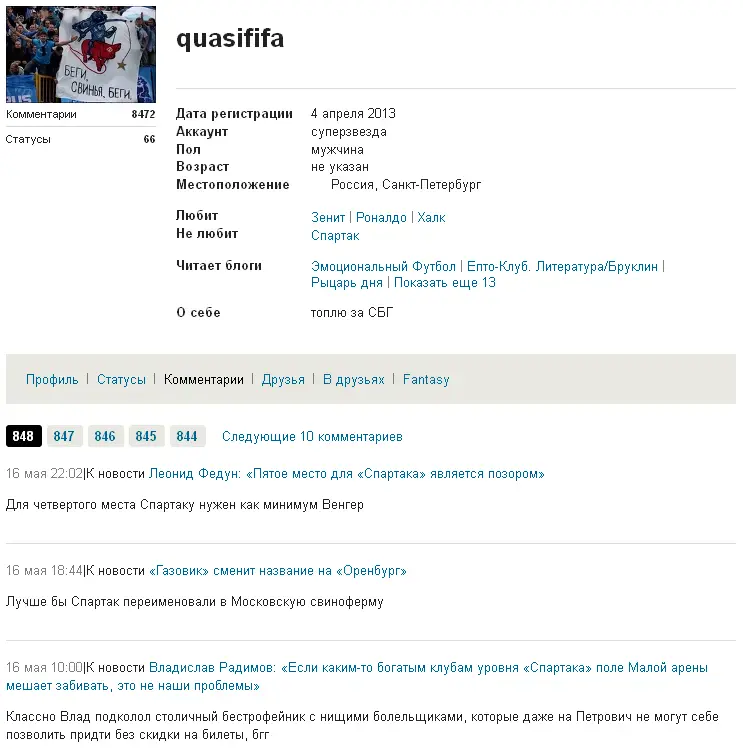 quasififa
БЕГИ,
СВИНЬЯ, БЕГИ.
Комментарии 8472
Статусы 66
Дата регистрации 4 апреля 2013
Аккаунт суперзвезда
Пол мужчина
Возраст не указан
Местоположение Россия, Санкт-Петербург
Любит Зенит | Роналдо | Халк
Не любит Спартак
Читает блоги Эмоциональный Футбол | Епто-Клуб. Литература/Бруклин |
Рыцарь дня | Показать еще 13
О себе топлю за СБГ
Профиль | Статусы | Комментарии | Друзья | В друзьях | Fantasy
848 847 846 845 844 Следующие 10 комментариев
16 мая 22:02|К новости Леонид Федун: «Пятое место для «Спартака» является позором»
Для четвертого места Спартаку нужен как минимум Венгер
16 мая 18:44|К новости «Газовик» сменит название на «Оренбург»
Лучше бы Спартак переименовали в Московскую свиноферму
16 мая 10:00|К новости Владислав Радимов: «Если каким-то богатым клубам уровня «Спартака» поле Малой арены
мешает забивать, это не наши проблемы»
Классно Влад подколол столичный бестрофейник с нищими болельщиками, которые даже на Петрович не могут себе
позволить придти без скидки на билеты, бгг